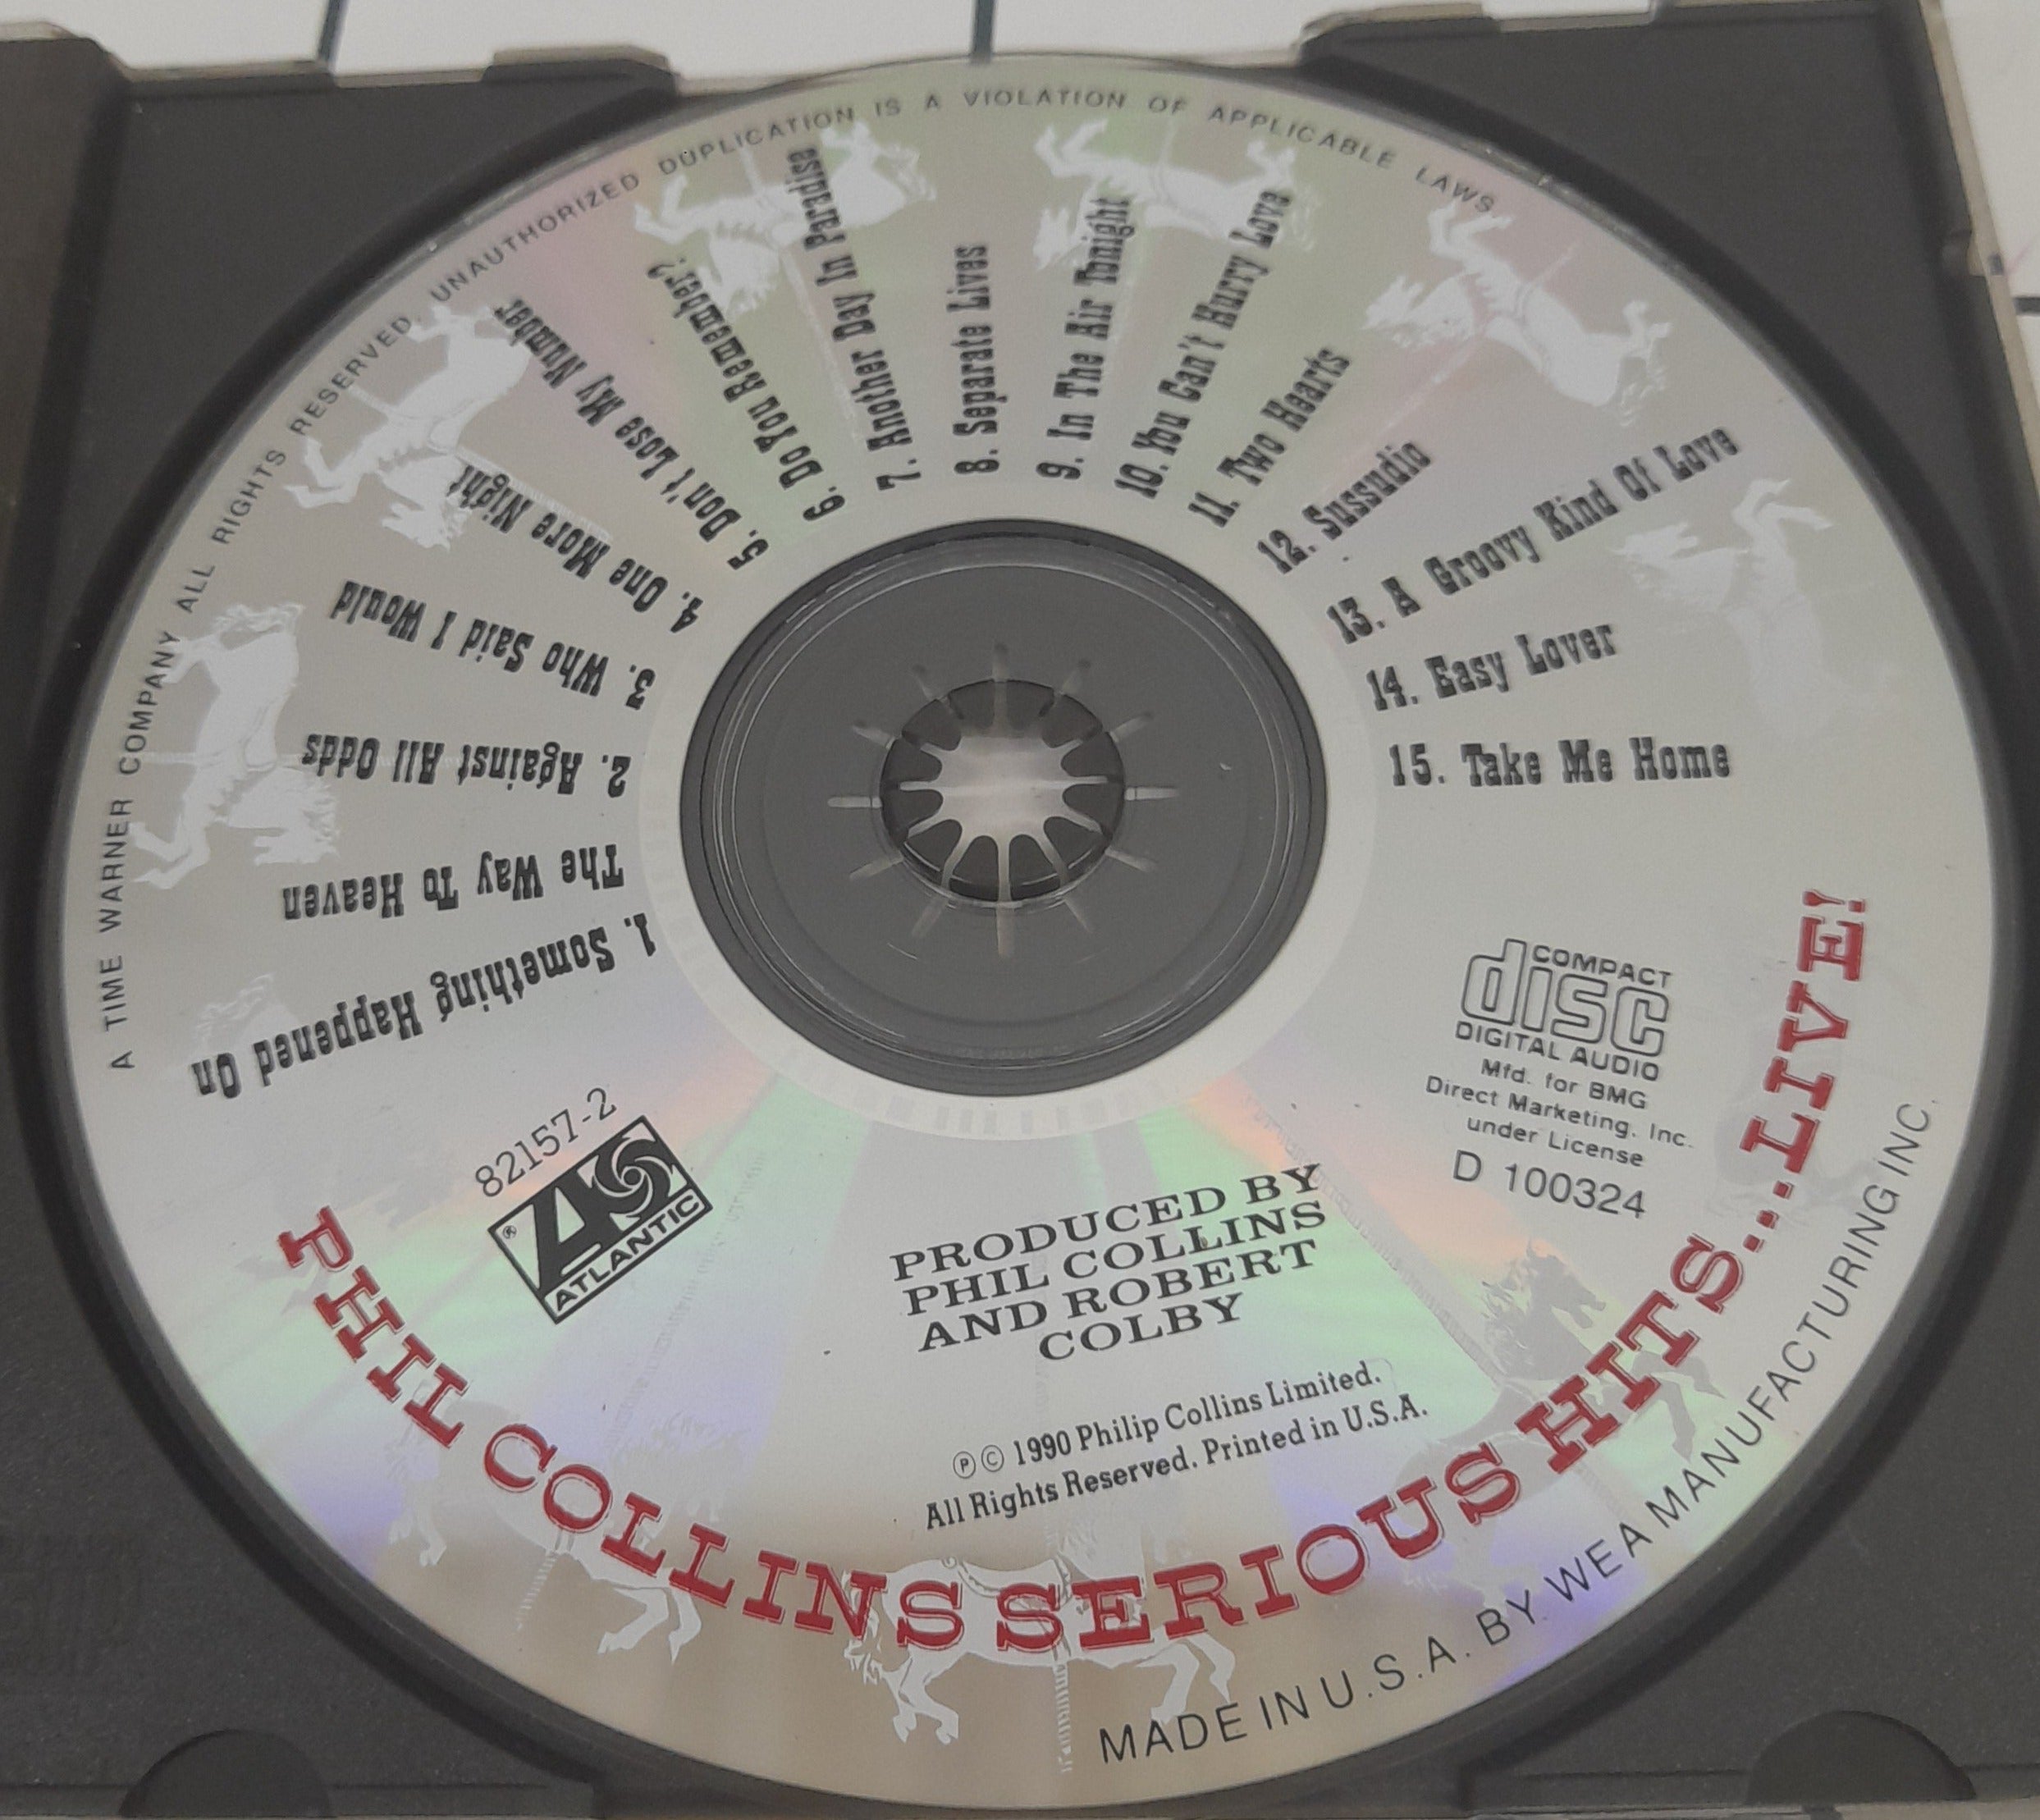 A TIME WARNER COMPANY ALL RIGHTS RESERVED. UNAUTHORIZED DUPLICATION IS A VIOLATION OF APPLICABLE LAWS.
1. Something Happened On
The Way To Heaven
2. Against All Odds
3. Who Said I Would
4. One More Night
5. Don't Lose My Number
6. Do You Remember?
7. Another Day In Paradise
8. Separate Lives
9. In The Air Tonight
10. You Can't Hurry Love
11. Two Hearts
12. Sussudio
13. A Groovy Kind Of Love
14. Easy Lover
15. Take Me Home
COMPACT
disc
DIGITAL AUDIO
Mfd. for BMG
Direct Marketing, Inc.
under License
D 100324
82157-2
®
ATLANTIC
PRODUCED BY
PHIL COLLINS
AND ROBERT
COLBY
℗ © 1990 Philip Collins Limited.
All Rights Reserved. Printed in U.S.A.
PHIL COLLINS SERIOUS HITS...LIVE!
MADE IN U.S.A. BY WEA MANUFACTURING INC.